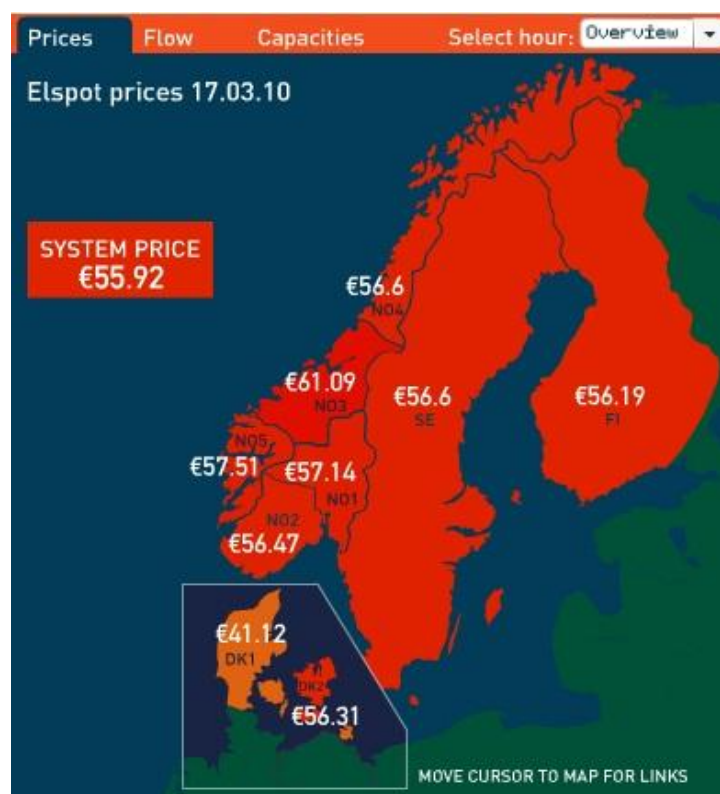 Prices Flow Capacities Select hour: Overview
Elspot prices 17.03.10
SYSTEM PRICE
€55.92
€56.6
NO4
€61.09
NO3
€56.6
SE
€56.19
FI
NO5
€57.51
€57.14
NO1
NO2
€56.47
€41.12
DK1
DK2
€56.31
MOVE CURSOR TO MAP FOR LINKS